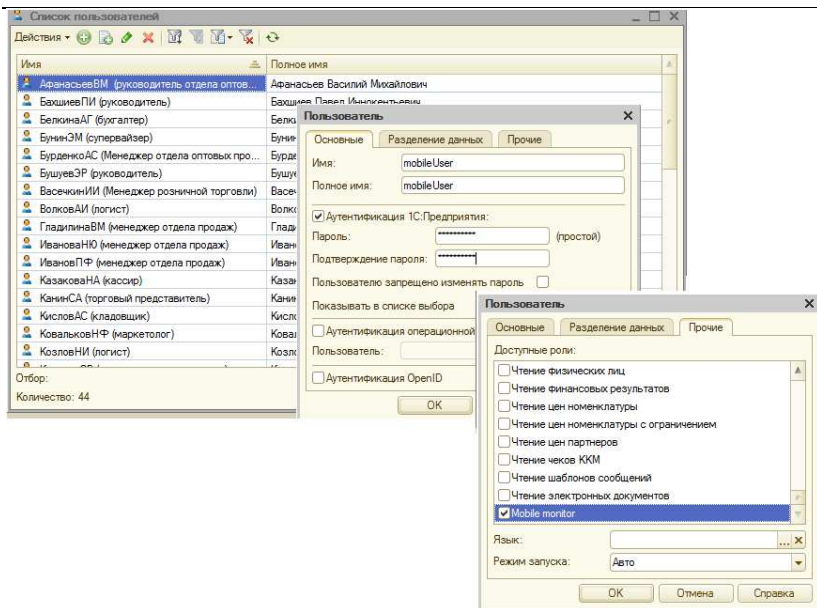 Список пользователей
Действия
Имя Полное имя
АфанасьевВМ (руководитель отдела оптов... Афанасьев Василий Михайлович
БахшиевПИ (руководитель) Бахшиев Павел Иннокентьевич
БелкинаАГ (бухгалтер)
БунинЭМ (супервайзер)
БурденкоАС (Менеджер отдела оптовых про...
БушуевЭР (руководитель)
ВасечкинИИ (Менеджер розничной торговли)
ВолковАИ (логист)
ГладилинаВМ (менеджер отдела продаж)
ИвановаНЮ (менеджер отдела продаж)
ИвановПФ (менеджер отдела продаж)
КазаковаНА (кассир)
КанинСА (торговый представитель)
КисловАС (кладовщик)
КовальковНФ (маркетолог)
КозловНИ (логист)
Отбор:
Количество: 44
Пользователь
Основные Разделение данных Прочие
Имя: mobileUser
Полное имя: mobileUser
Аутентификация 1С:Предприятия:
Пароль: ********** (простой)
Подтверждение пароля: **********
Пользователю запрещено изменять пароль
Показывать в списке выбора
Аутентификация операционной
Пользователь:
Аутентификация OpenID
OK
Пользователь
Основные Разделение данных Прочие
Доступные роли:
Чтение физических лиц
Чтение финансовых результатов
Чтение цен номенклатуры
Чтение цен номенклатуры с ограничением
Чтение цен партнеров
Чтение чеков ККМ
Чтение шаблонов сообщений
Чтение электронных документов
Mobile monitor
Язык: ...
Режим запуска: Авто
OK Отмена Справка